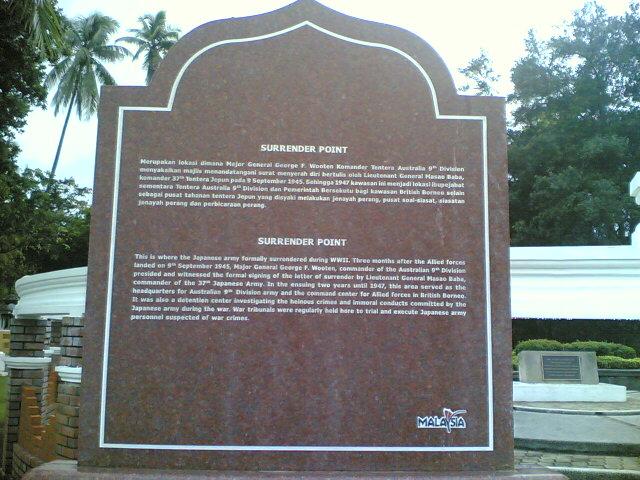 SURRENDER POINT
Merupakan lokasi dimana Major General George F. Wooten Komander Tentera Australia 9th Division
menyaksikan majlis menandatangani surat menyerah diri bertulis oleh Lieutenant General Masao Baba,
komander 37th Tentera Jepun pada 9 September 1945. Sehingga 1947 kawasan ini menjadi lokasi ibupejabat
sementara Tentera Australia 9th Division dan Pemerintah Bersekutu bagi kawasan British Borneo selain
sebagai pusat tahanan tentera Jepun yang disyaki melakukan jenayah perang, pusat soal-siasat, siasatan
jenayah perang dan perbicaraan perang.
SURRENDER POINT
This is where the Japanese army formally surrendered during WWII. Three months after the Allied forces
landed on 9th September 1945, Major General George F. Wooten, commander of the Australian 9th Division
presided and witnessed the formal signing of the letter of surrender by Lieutenant General Masao Baba,
commander of the 37th Japanese Army. In the ensuing two years until 1947, this area served as the
headquarters for Australian 9th Division army and the command center for Allied forces in British Borneo.
It was also a detention center investigating the heinous crimes and immoral conducts committed by the
Japanese army during the war. War tribunals were regularly held here to trial and execute Japanese army
personnel suspected of war crimes.
MALAYSIA